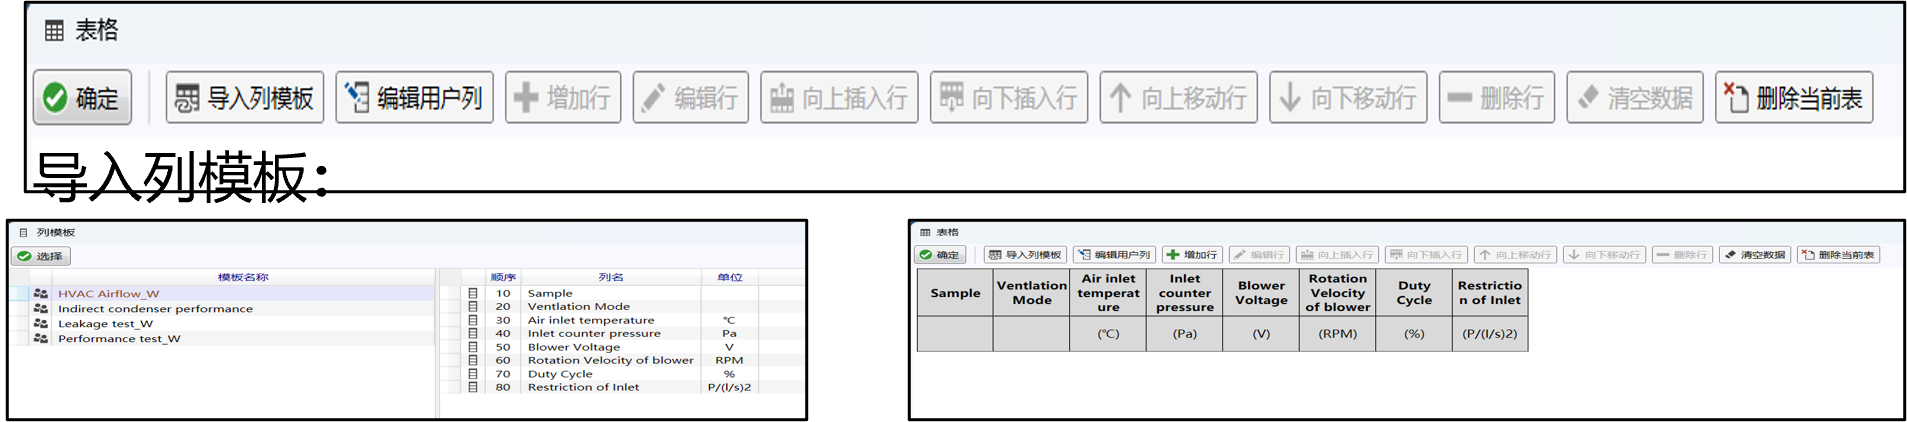 表格
确定 导入列模板 编辑用户列 增加行 编辑行 向上插入行 向下插入行 向上移动行 向下移动行 删除行 清空数据 删除当前表
导入列模板：
列模板
选择
模板名称
HVAC Airflow_W
Indirect condenser performance
Leakage test_W
Performance test_W
顺序 列名 单位
10 Sample
20 Ventlation Mode
30 Air inlet temperature ℃
40 Inlet counter pressure Pa
50 Blower Voltage V
60 Rotation Velocity of blower RPM
70 Duty Cycle %
80 Restriction of Inlet P/(l/s)2
表格
确定 导入列模板 编辑用户列 增加行 编辑行 向上插入行 向下插入行 向上移动行 向下移动行 删除行 清空数据 删除当前表
Sample Ventlation Mode Air inlet temperat ure Inlet counter pressure Blower Voltage Rotation Velocity of blower Duty Cycle Restrictio n of Inlet
(℃) (Pa) (V) (RPM) (%) (P/(l/s)2)